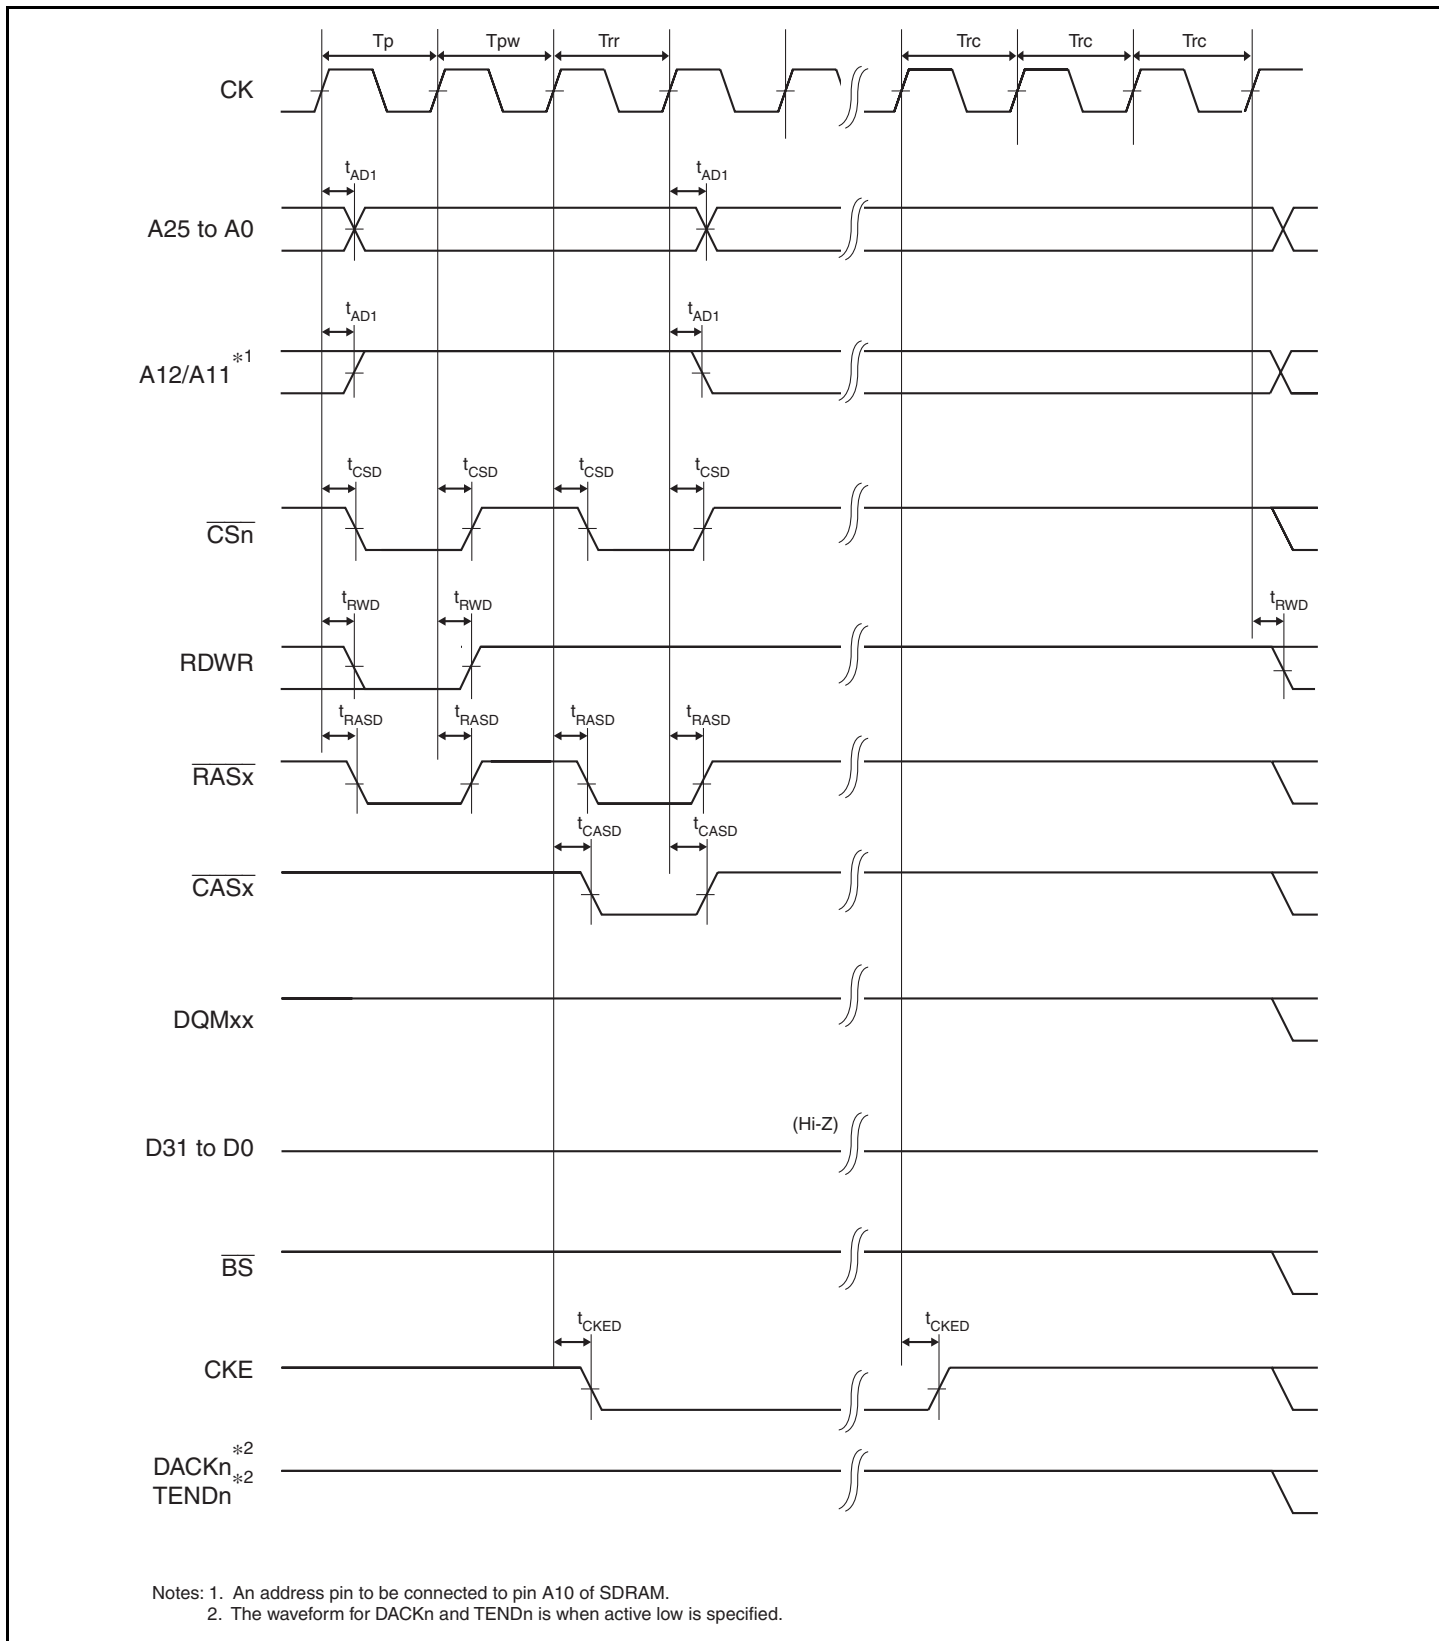 Tp Tpw Trr Trc Trc Trc
CK
tAD1 tAD1
A25 to A0
tAD1 tAD1
A12/A11*1
tCSD tCSD tCSD tCSD
CSn
tRWD tRWD tRWD
RDWR
tRASD tRASD tRASD tRASD
RASx
tCASD tCASD
CASx
DQMxx
(Hi-Z)
D31 to D0
BS
tCKED tCKED
CKE
DACKn*2
TENDn*2
Notes: 1. An address pin to be connected to pin A10 of SDRAM.
2. The waveform for DACKn and TENDn is when active low is specified.